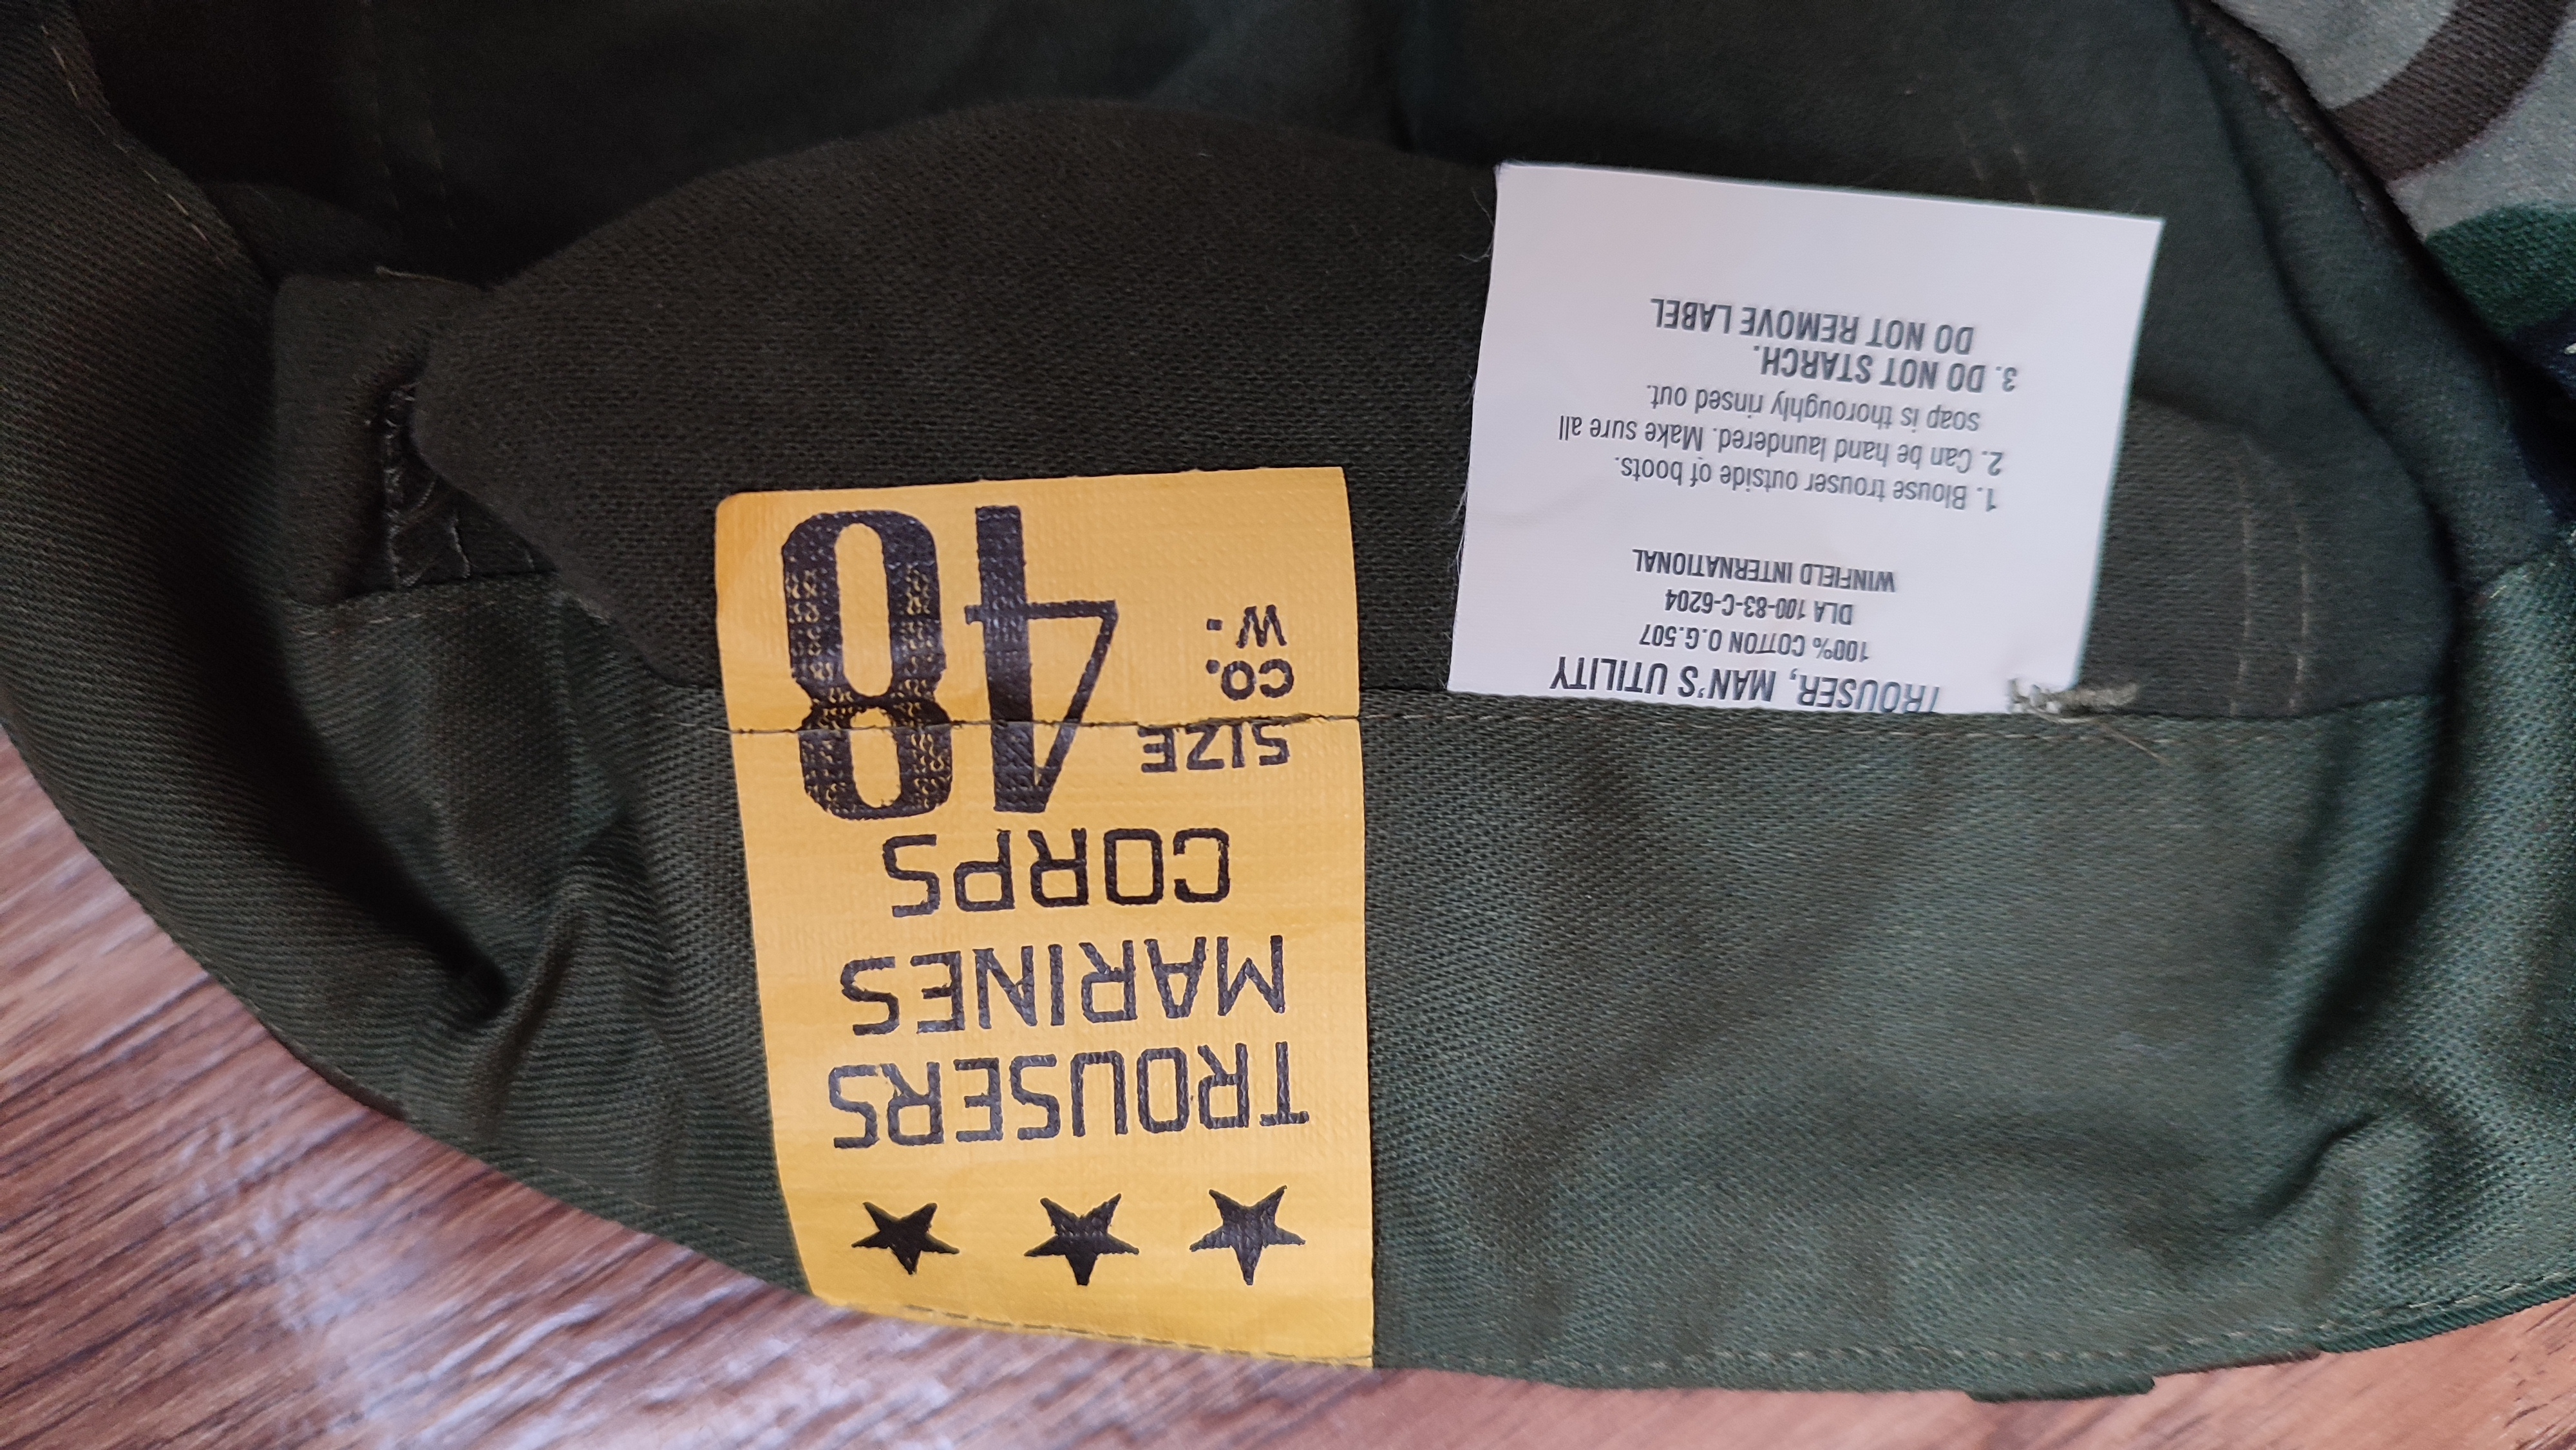 ★ ★ ★
TROUSERS
MARINES
CORPS
SIZE
CO.
W. 48
TROUSER, MAN'S UTILITY
100% COTTON O.G.507
DLA 100-83-C-6204
WINFIELD INTERNATIONAL
1. Blouse trouser outside of boots.
2. Can be hand laundered. Make sure all
soap is thoroughly rinsed out.
3. DO NOT STARCH.
DO NOT REMOVE LABEL